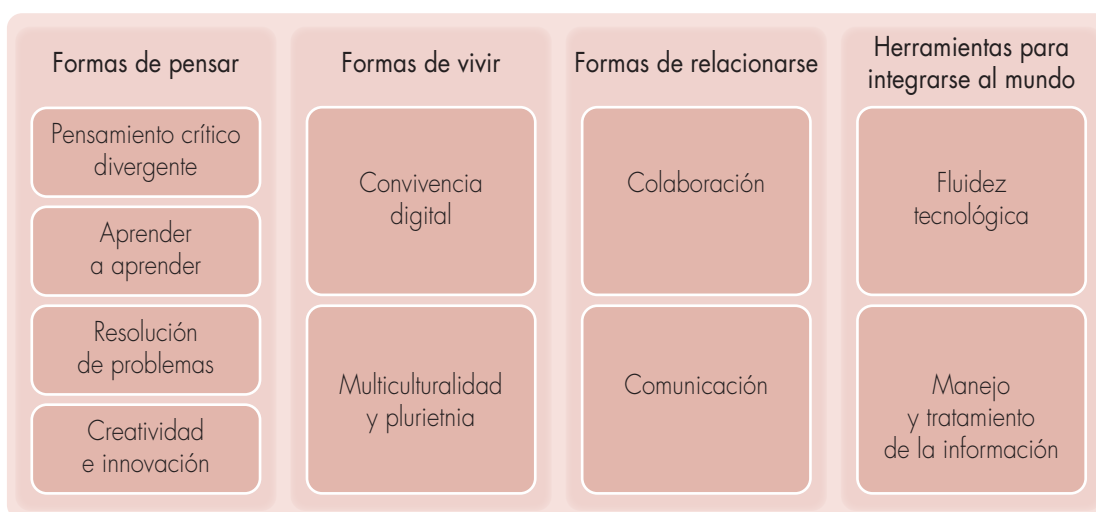 Formas de pensar
Pensamiento crítico
divergente
Aprender
a aprender
Resolución
de problemas
Creatividad
e innovación
Formas de vivir
Convivencia
digital
Multiculturalidad
y plurietnia
Formas de relacionarse
Colaboración
Comunicación
Herramientas para
integrarse al mundo
Fluidez
tecnológica
Manejo
y tratamiento
de la información